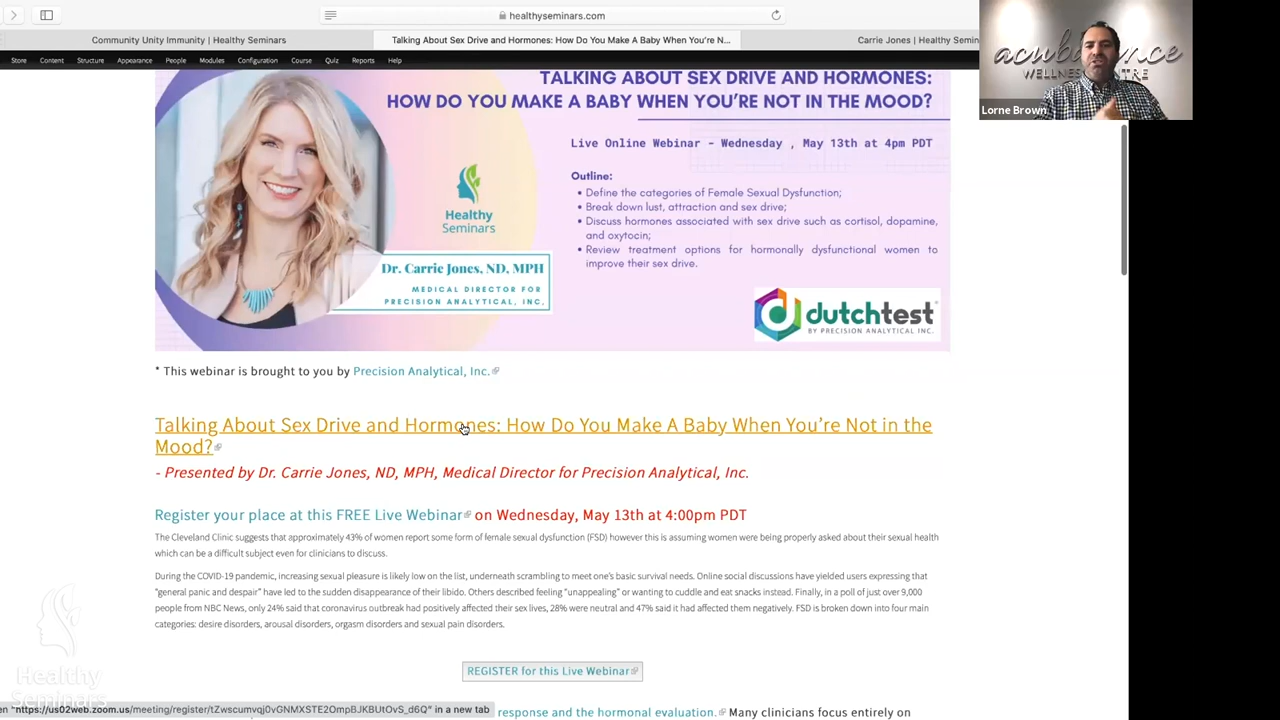 healthyseminars.com
Community Unity Immunity | Healthy Seminars
Talking About Sex Drive and Hormones: How Do You Make A Baby When You're N...
Carrie Jones | Healthy Semin
Store Content Structure Appearance People Modules Configuration Course Quiz Reports Help
WELLNESS CENTRE
Lorne Brown
TALKING ABOUT SEX DRIVE AND HORMONES:
HOW DO YOU MAKE A BABY WHEN YOU'RE NOT IN THE MOOD?
Live Online Webinar - Wednesday , May 13th at 4pm PDT
Outline:
• Define the categories of Female Sexual Dysfunction;
• Break down lust, attraction and sex drive;
• Discuss hormones associated with sex drive such as cortisol, dopamine,
and oxytocin;
• Review treatment options for hormonally dysfunctional women to
improve their sex drive.
Healthy
Seminars
Dr. Carrie Jones, ND, MPH
MEDICAL DIRECTOR FOR
PRECISION ANALYTICAL, INC.
dutchtest
BY PRECISION ANALYTICAL INC.
* This webinar is brought to you by Precision Analytical, Inc.
Talking About Sex Drive and Hormones: How Do You Make A Baby When You're Not in the
Mood?
- Presented by Dr. Carrie Jones, ND, MPH, Medical Director for Precision Analytical, Inc.
Register your place at this FREE Live Webinar on Wednesday, May 13th at 4:00pm PDT
The Cleveland Clinic suggests that approximately 43% of women report some form of female sexual dysfunction (FSD) however this is assuming women were being properly asked about their sexual health
which can be a difficult subject even for clinicians to discuss.
During the COVID-19 pandemic, increasing sexual pleasure is likely low on the list, underneath scrambling to meet one's basic survival needs. Online social discussions have yielded users expressing that
"general panic and despair" have led to the sudden disappearance of their libido. Others described feeling "unappealing" or wanting to cuddle and eat snacks instead. Finally, in a poll of just over 9,000
people from NBC News, only 24% said that coronavirus outbreak had positively affected their sex lives, 28% were neutral and 47% said it had affected them negatively. FSD is broken down into four main
categories: desire disorders, arousal disorders, orgasm disorders and sexual pain disorders.
REGISTER for this Live Webinar
Healthy
Seminars
en "https://us02web.zoom.us/meeting/register/tZwscumvqj0vGNMXSTE2OmpBJKBUtOvS_d6Q" in a new tab
response and the hormonal evaluation. Many clinicians focus entirely on